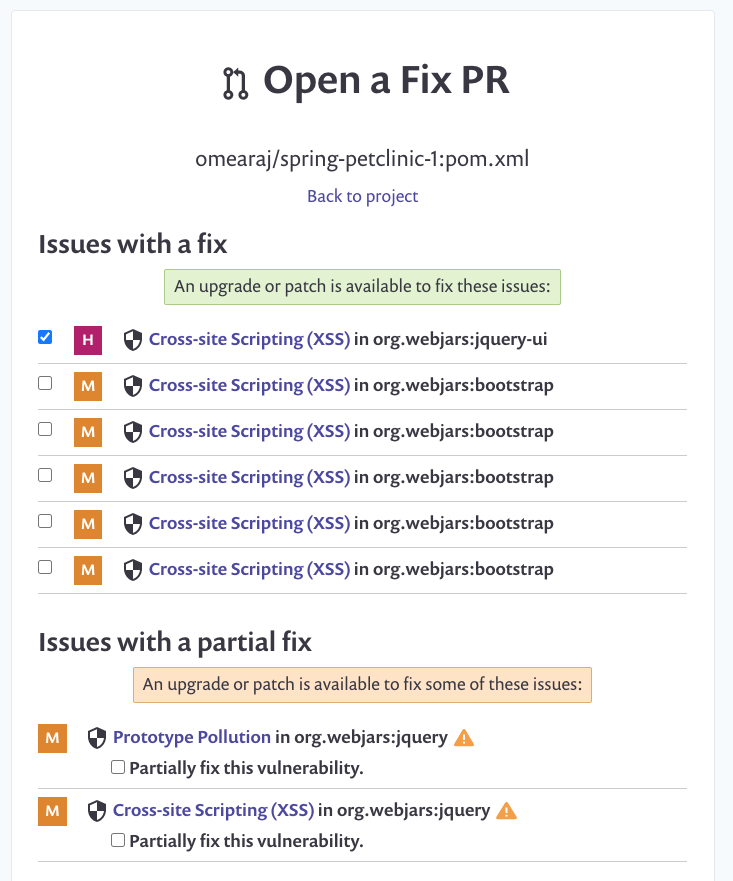 Open a Fix PR
omearaj/spring-petclinic-1:pom.xml
Back to project
Issues with a fix
An upgrade or patch is available to fix these issues:
H Cross-site Scripting (XSS) in org.webjars:jquery-ui
M Cross-site Scripting (XSS) in org.webjars:bootstrap
M Cross-site Scripting (XSS) in org.webjars:bootstrap
M Cross-site Scripting (XSS) in org.webjars:bootstrap
M Cross-site Scripting (XSS) in org.webjars:bootstrap
M Cross-site Scripting (XSS) in org.webjars:bootstrap
Issues with a partial fix
An upgrade or patch is available to fix some of these issues:
M Prototype Pollution in org.webjars:jquery
Partially fix this vulnerability.
M Cross-site Scripting (XSS) in org.webjars:jquery
Partially fix this vulnerability.